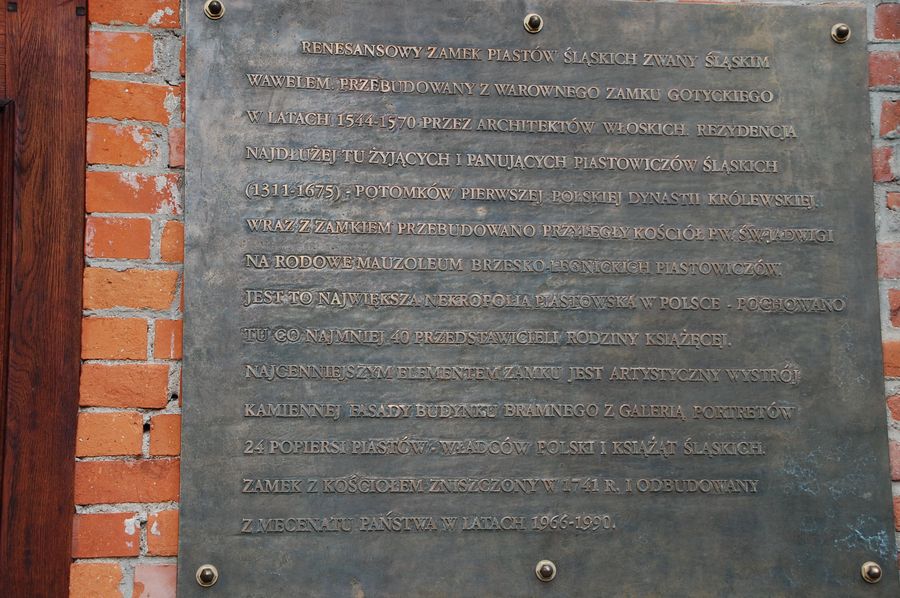 RENESANSOWY ZAMEK PIASTÓW ŚLĄSKICH ZWANY ŚLĄSKIM
WAWELEM. PRZEBUDOWANY Z WAROWNEGO ZAMKU GOTYCKIEGO
W LATACH 1544-1570 PRZEZ ARCHITEKTÓW WŁOSKICH. REZYDENCJA
NAJDŁUŻEJ TU ŻYJĄCYCH I PANUJĄCYCH PIASTOWICZÓW ŚLĄSKICH
(1311-1675) - POTOMKÓW PIERWSZEJ POLSKIEJ DYNASTII KRÓLEWSKIEJ.
WRAZ Z ZAMKIEM PRZEBUDOWANO PRZYLEGŁY KOŚCIÓŁ P.W. ŚW. JADWIGI
NA RODOWE MAUZOLEUM BRZESKO-LEGNICKICH PIASTOWICZÓW.
JEST TO NAJWIĘKSZA NEKROPOLIA PIASTOWSKA W POLSCE - POCHOWANO
TU CO NAJMNIEJ 40 PRZEDSTAWICIELI RODZINY KSIĄŻĘCEJ.
NAJCENNIEJSZYM ELEMENTEM ZAMKU JEST ARTYSTYCZNY WYSTRÓJ
KAMIENNEJ FASADY BUDYNKU BRAMNEGO Z GALERIĄ PORTRETÓW
24 POPIERSI PIASTÓW - WŁADCÓW POLSKI I KSIĄŻĄT ŚLĄSKICH.
ZAMEK Z KOŚCIOŁEM ZNISZCZONY W 1741 R. I ODBUDOWANY
Z MECENATU PAŃSTWA W LATACH 1966-1990.